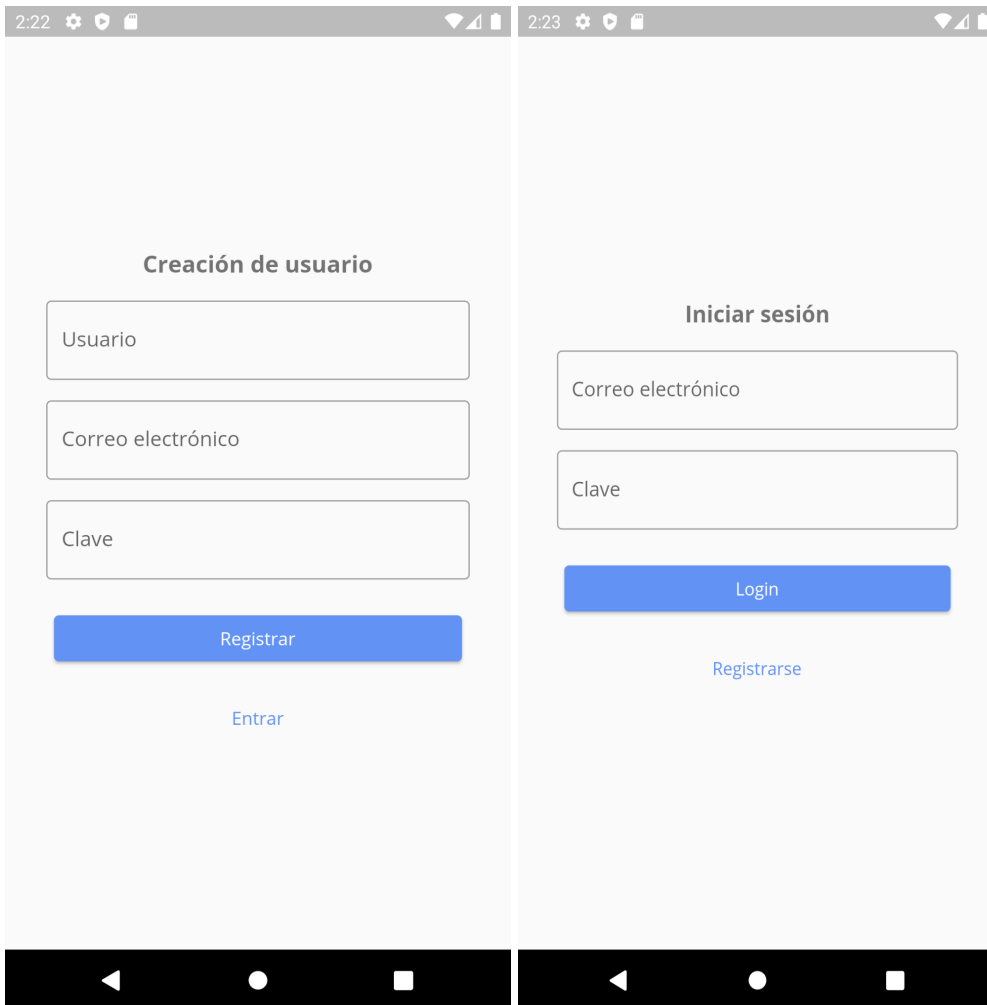 2:22
Creación de usuario
Usuario
Correo electrónico
Clave
Registrar
Entrar
2:23
Iniciar sesión
Correo electrónico
Clave
Login
Registrarse